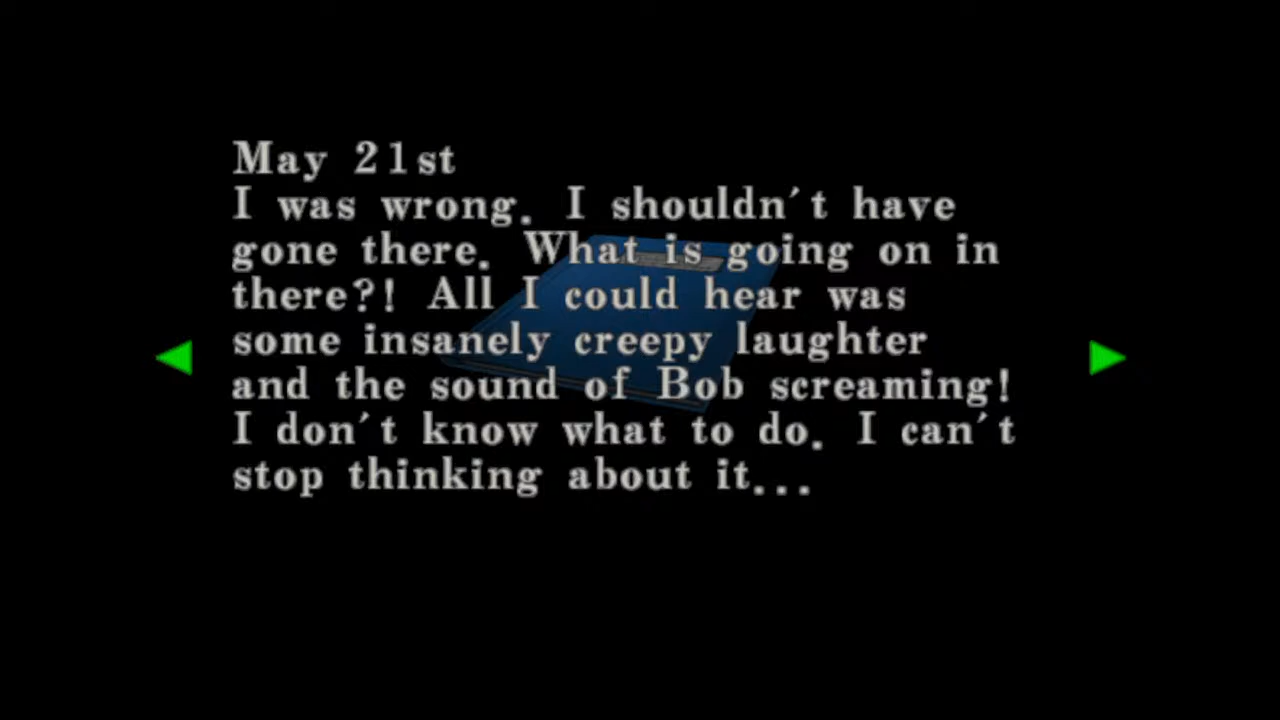 May 21st
I was wrong. I shouldn't have
gone there. What is going on in
there?! All I could hear was
some insanely creepy laughter
and the sound of Bob screaming!
I don't know what to do. I can't
stop thinking about it...